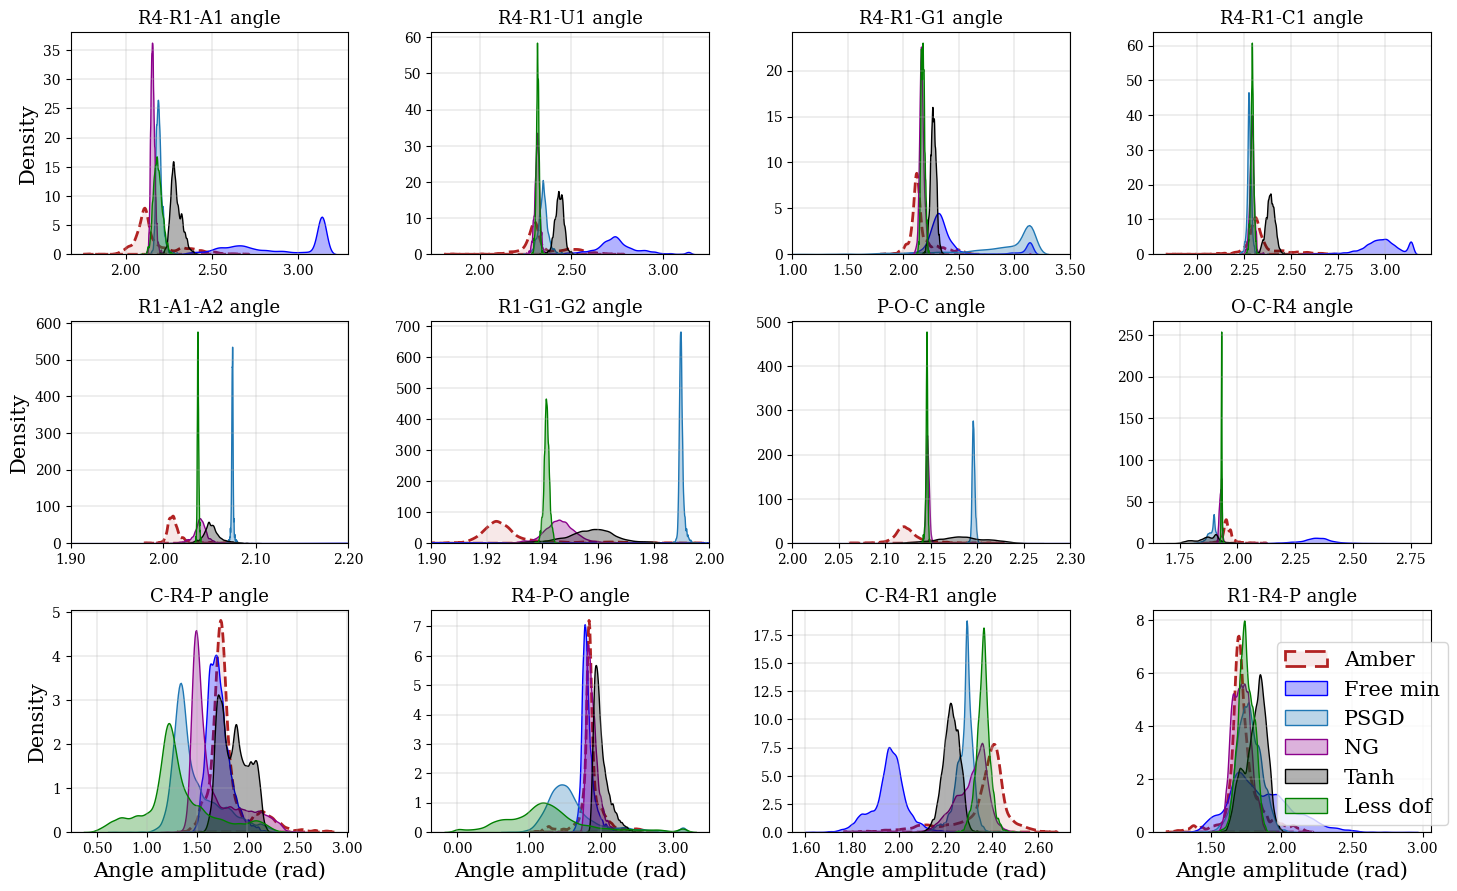 R4-R1-A1 angle
R4-R1-U1 angle
R4-R1-G1 angle
R4-R1-C1 angle
Density
35
30
25
20
15
10
5
0
2.00 2.50 3.00
60
50
40
30
20
10
0
2.00 2.50 3.00
20
15
10
5
0
1.00 1.50 2.00 2.50 3.00 3.50
60
50
40
30
20
10
0
2.00 2.25 2.50 2.75 3.00
R1-A1-A2 angle
R1-G1-G2 angle
P-O-C angle
O-C-R4 angle
Density
600
500
400
300
200
100
0
1.90 2.00 2.10 2.20
700
600
500
400
300
200
100
0
1.90 1.92 1.94 1.96 1.98 2.00
500
400
300
200
100
0
2.00 2.05 2.10 2.15 2.20 2.25 2.30
250
200
150
100
50
0
1.75 2.00 2.25 2.50 2.75
C-R4-P angle
R4-P-O angle
C-R4-R1 angle
R1-R4-P angle
Density
5
4
3
2
1
0
0.50 1.00 1.50 2.00 2.50 3.00
Angle amplitude (rad)
7
6
5
4
3
2
1
0
0.00 1.00 2.00 3.00
Angle amplitude (rad)
17.5
15.0
12.5
10.0
7.5
5.0
2.5
0.0
1.60 1.80 2.00 2.20 2.40 2.60
Angle amplitude (rad)
8
6
4
2
0
1.50 2.00 2.50 3.00
Angle amplitude (rad)
Amber
Free min
PSGD
NG
Tanh
Less dof